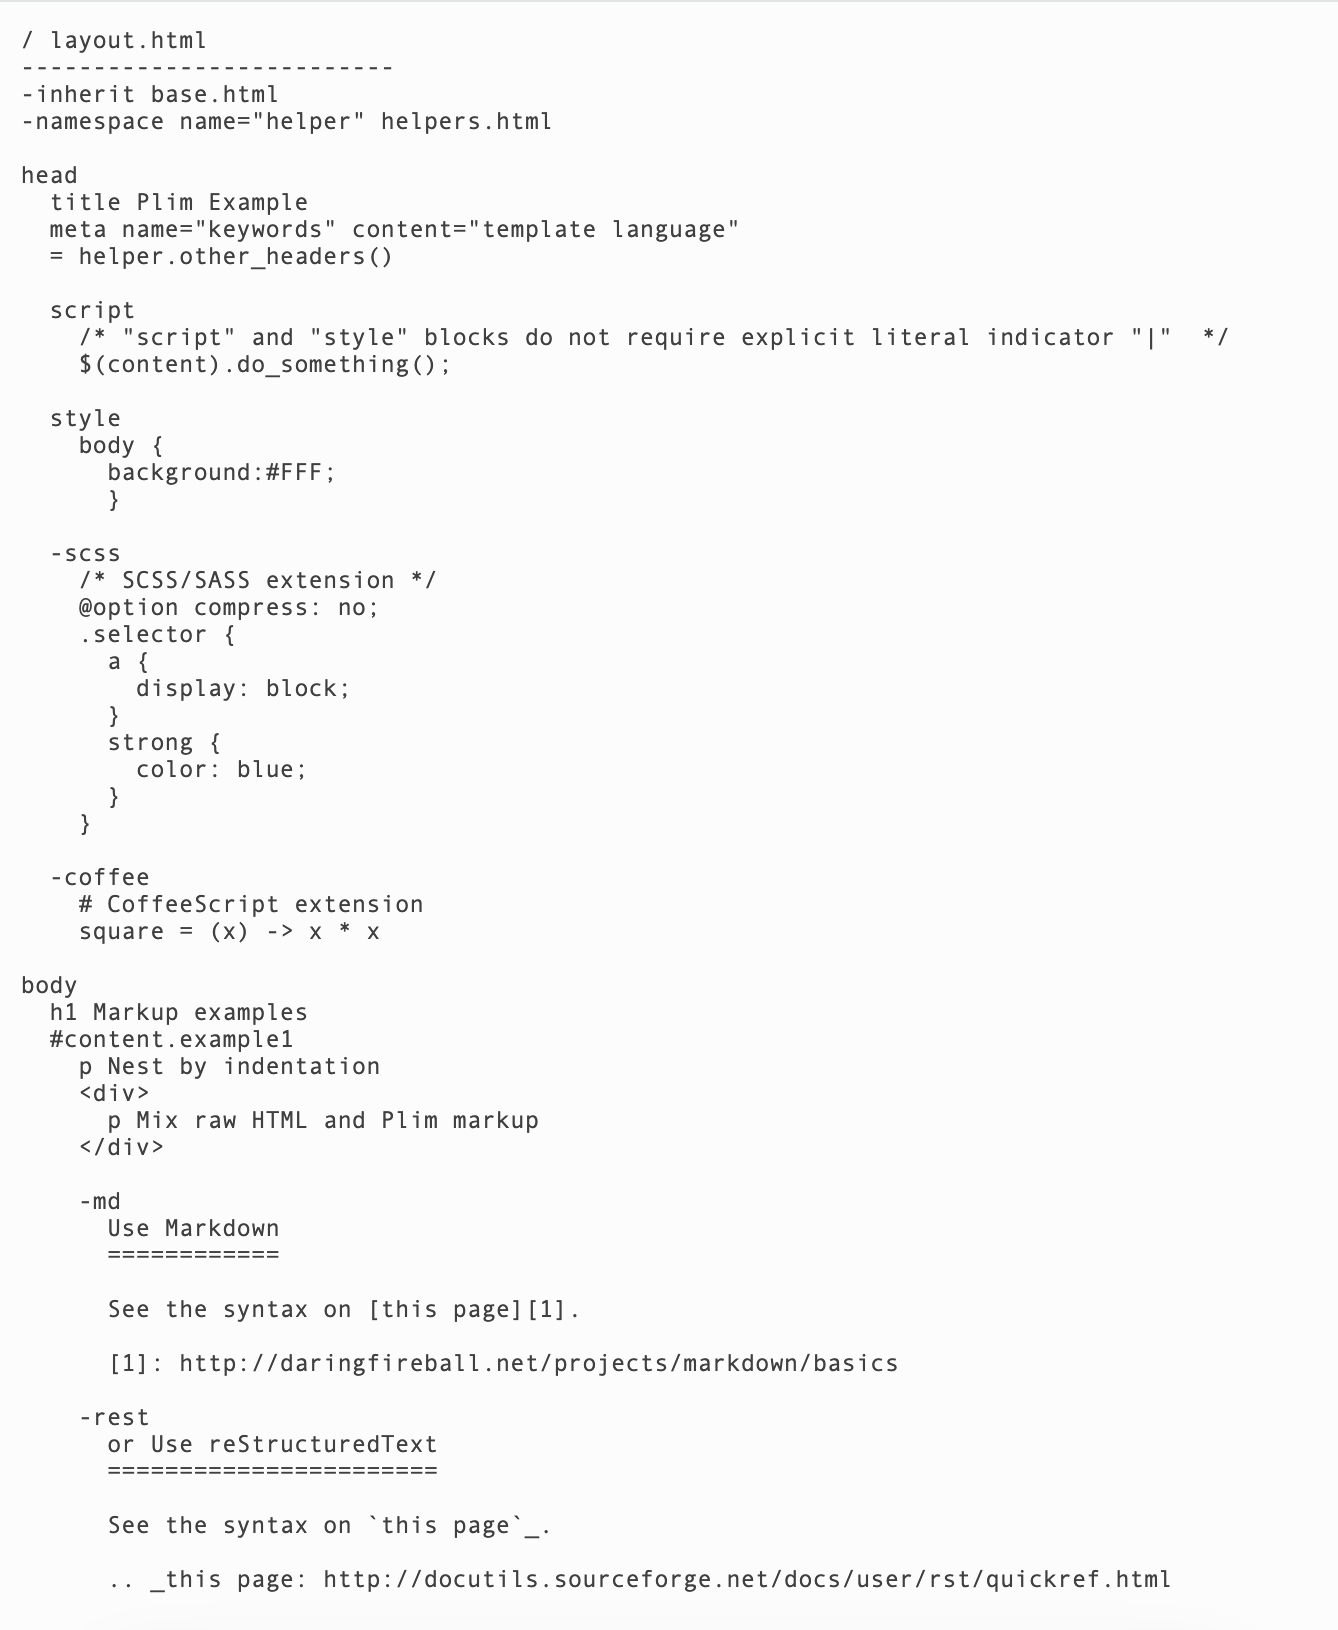 / layout.html
--------------------------
-inherit base.html
-namespace name="helper" helpers.html

head
  title Plim Example
  meta name="keywords" content="template language"
  = helper.other_headers()

  script
    /* "script" and "style" blocks do not require explicit literal indicator "|"  */
    $(content).do_something();

  style
    body {
      background:#FFF;
      }

  -scss
    /* SCSS/SASS extension */
    @option compress: no;
    .selector {
      a {
        display: block;
      }
      strong {
        color: blue;
      }
    }

  -coffee
    # CoffeeScript extension
    square = (x) -> x * x

body
  h1 Markup examples
  #content.example1
    p Nest by indentation
    <div>
      p Mix raw HTML and Plim markup
    </div>

    -md
      Use Markdown
      ============

      See the syntax on [this page][1].

      [1]: http://daringfireball.net/projects/markdown/basics

    -rest
      or Use reStructuredText
      =======================

      See the syntax on `this page`_.

      .. _this page: http://docutils.sourceforge.net/docs/user/rst/quickref.html